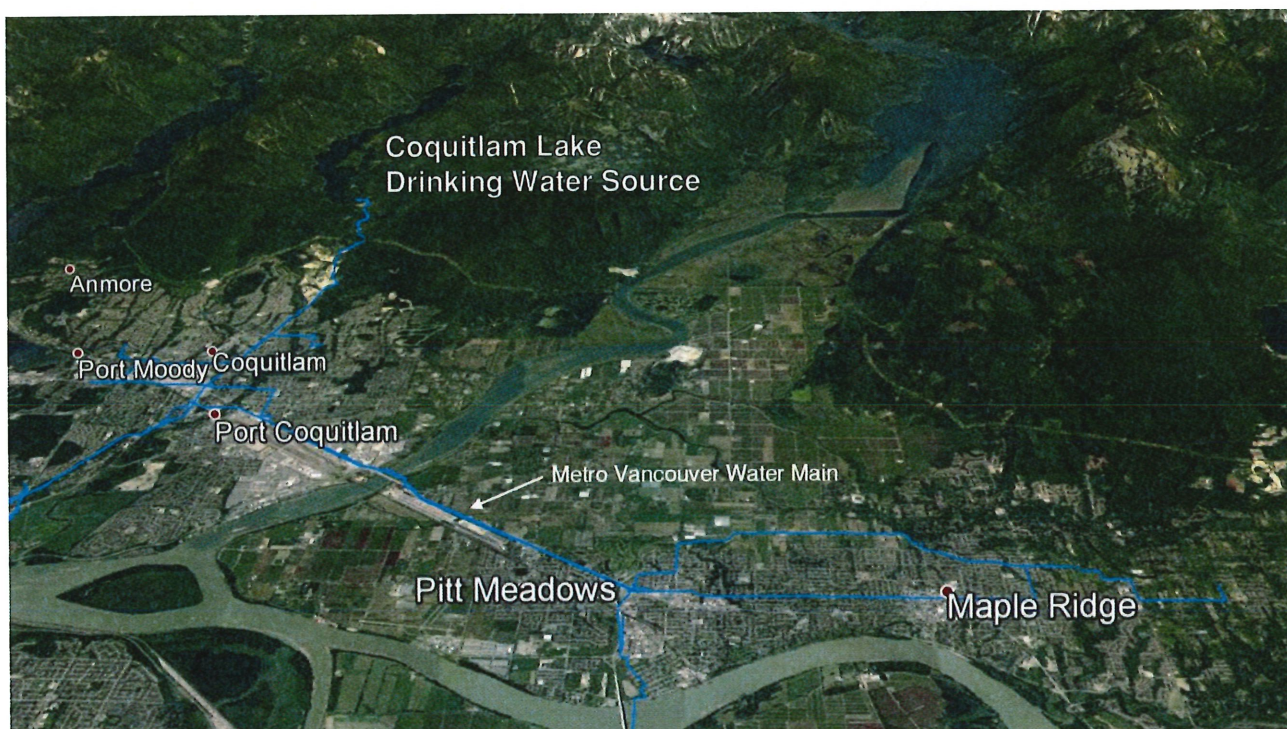 Coquitlam Lake
Drinking Water Source
Anmore
Port Moody
Coquitlam
Port Coquitlam
Metro Vancouver Water Main
Pitt Meadows
Maple Ridge